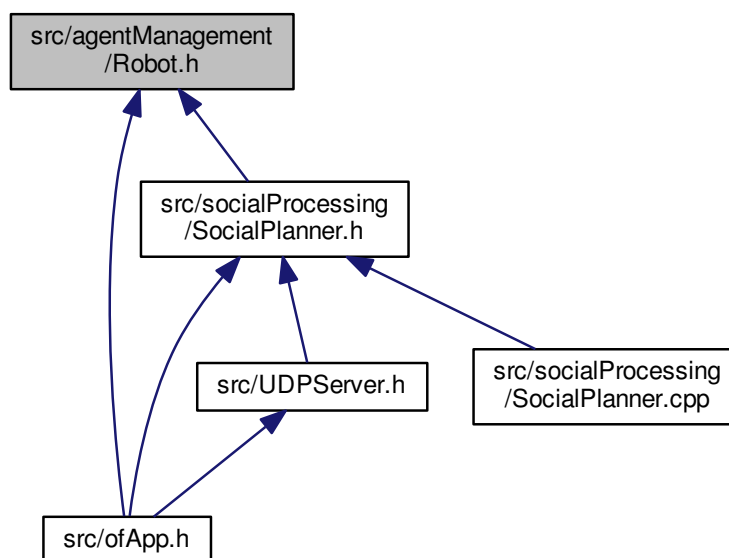 src/agentManagement
/Robot.h
src/socialProcessing
/SocialPlanner.h
src/UDPServer.h
src/socialProcessing
/SocialPlanner.cpp
src/ofApp.h